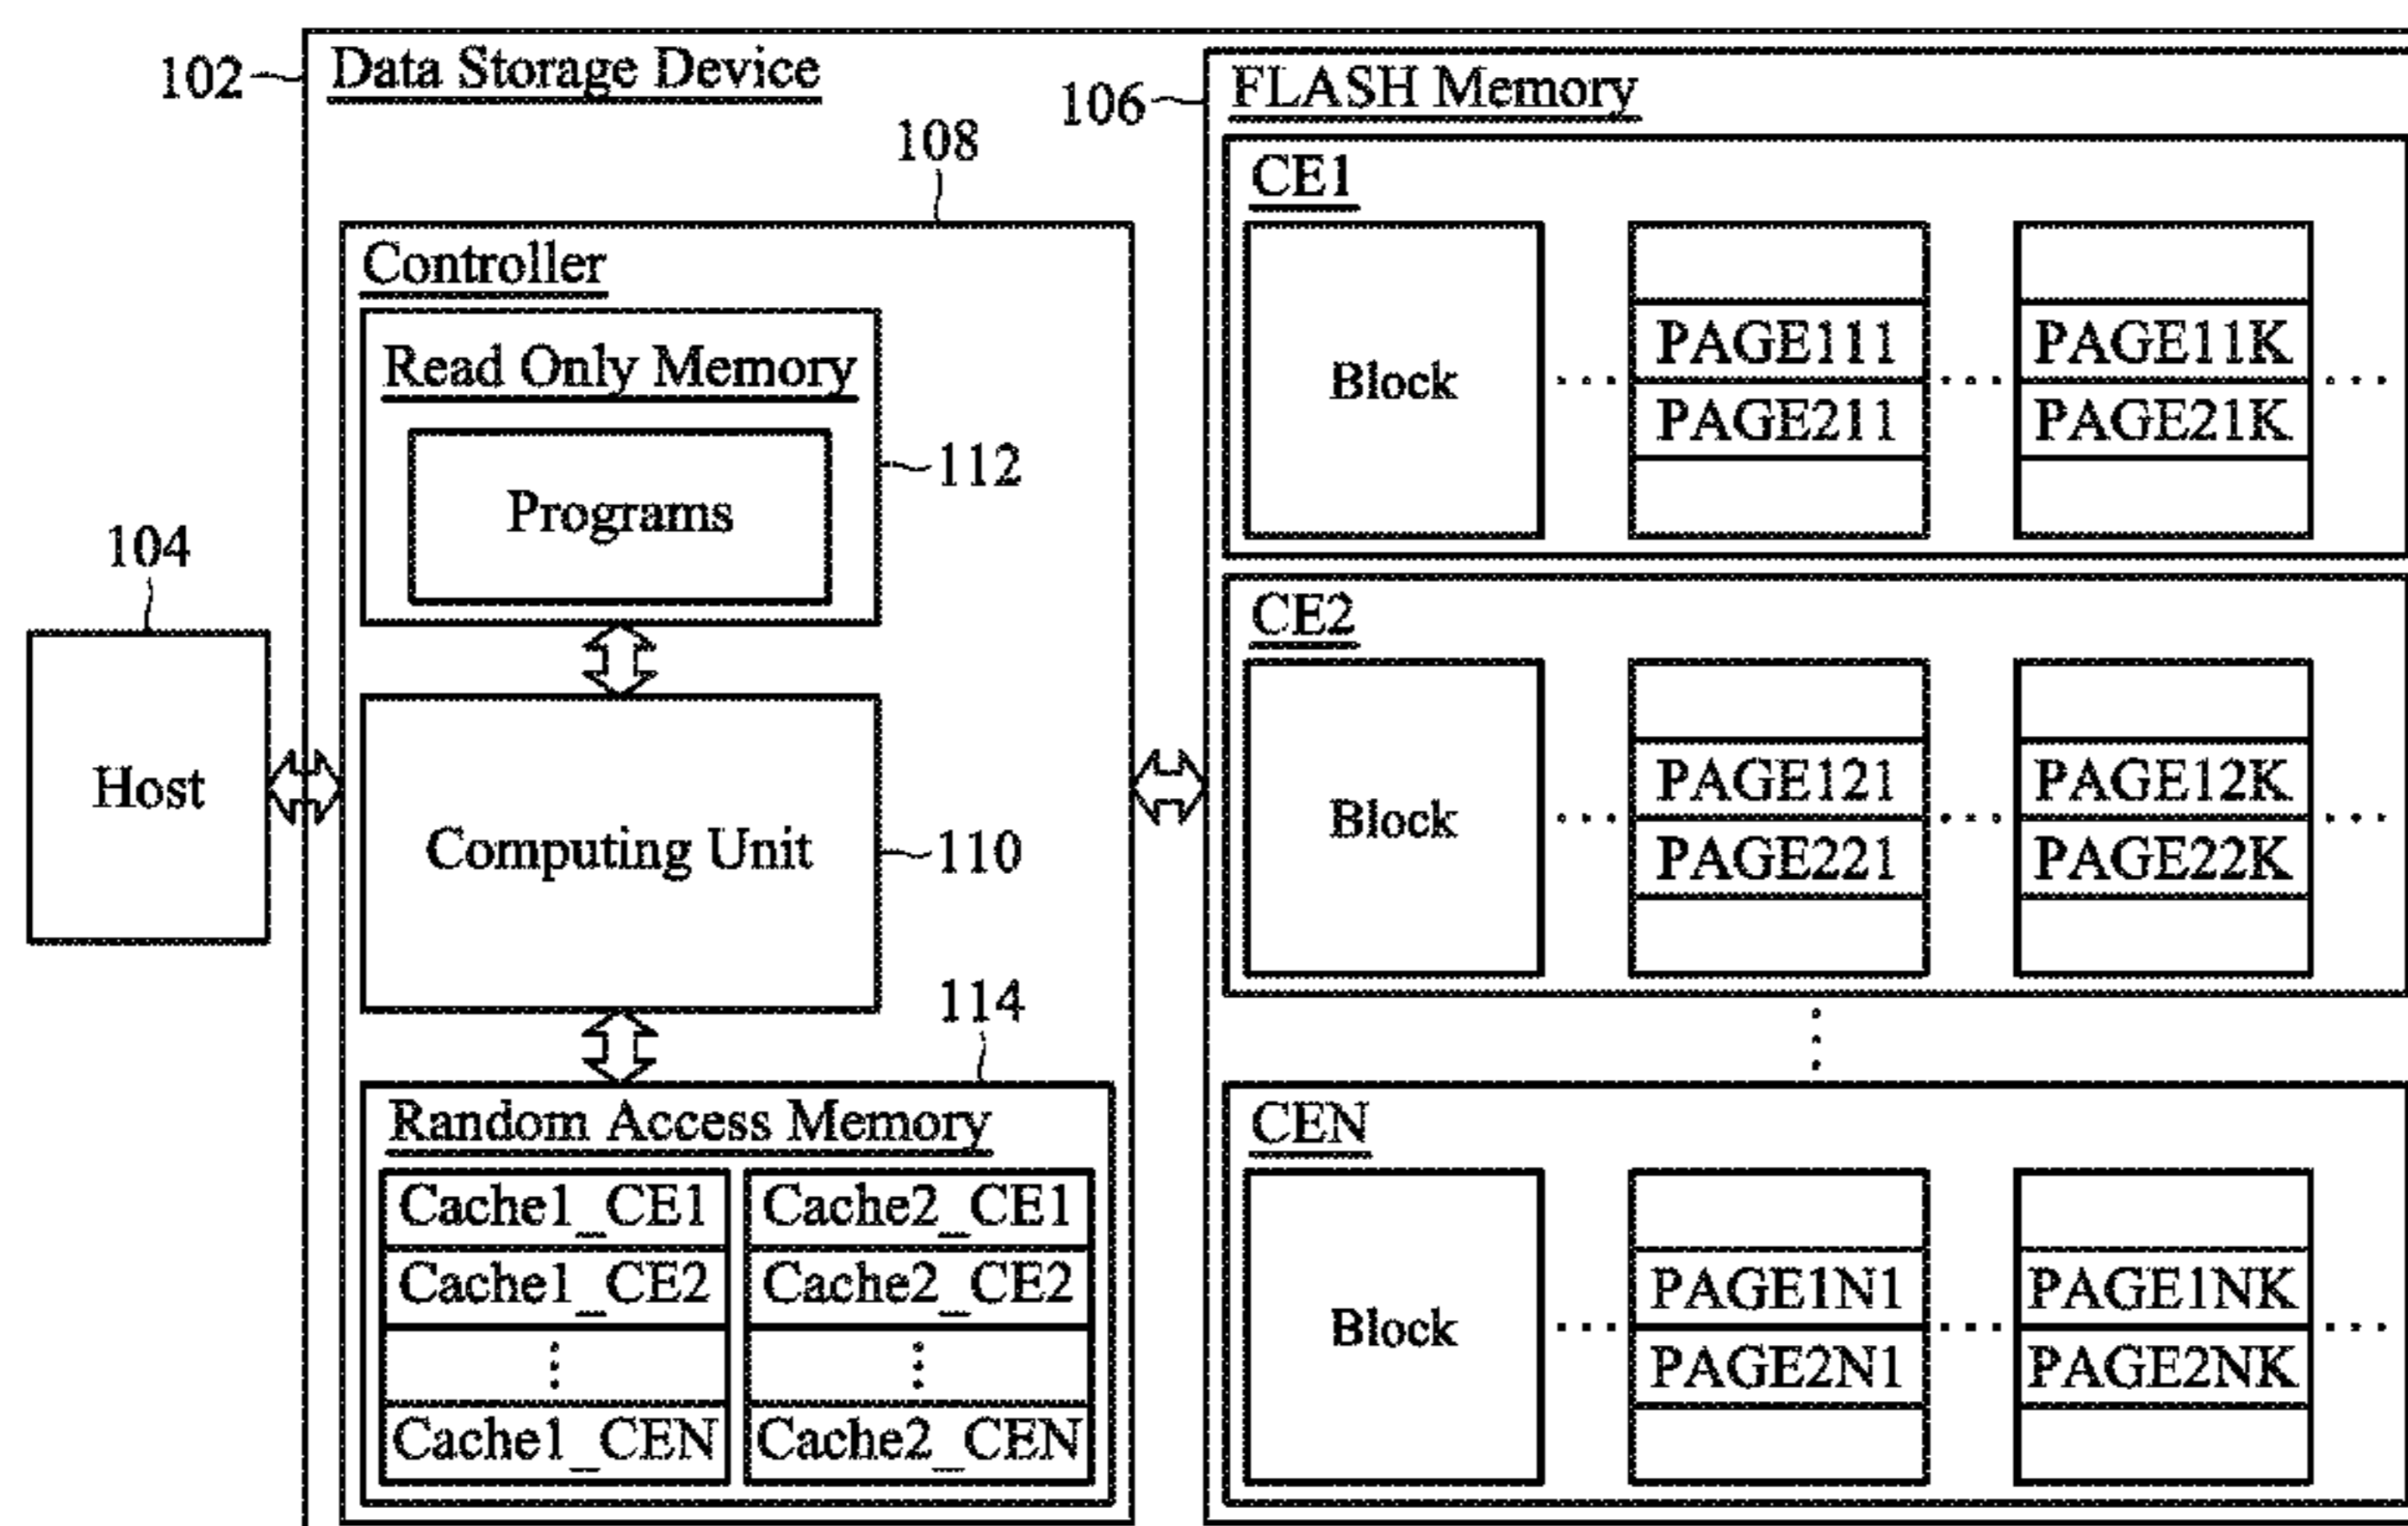 102
Data Storage Device
108
Controller
Read Only Memory
Programs
112
104
Host
Computing Unit
110
114
Random Access Memory
Cache1_CE1
Cache1_CE2
⋮
Cache1_CEN
Cache2_CE1
Cache2_CE2
⋮
Cache2_CEN
106
FLASH Memory
CE1
Block ... PAGE111 ... PAGE11K ...
PAGE211 PAGE21K
CE2
Block ... PAGE121 ... PAGE12K ...
PAGE221 PAGE22K
⋮
CEN
Block ... PAGE1N1 ... PAGE1NK ...
PAGE2N1 PAGE2NK